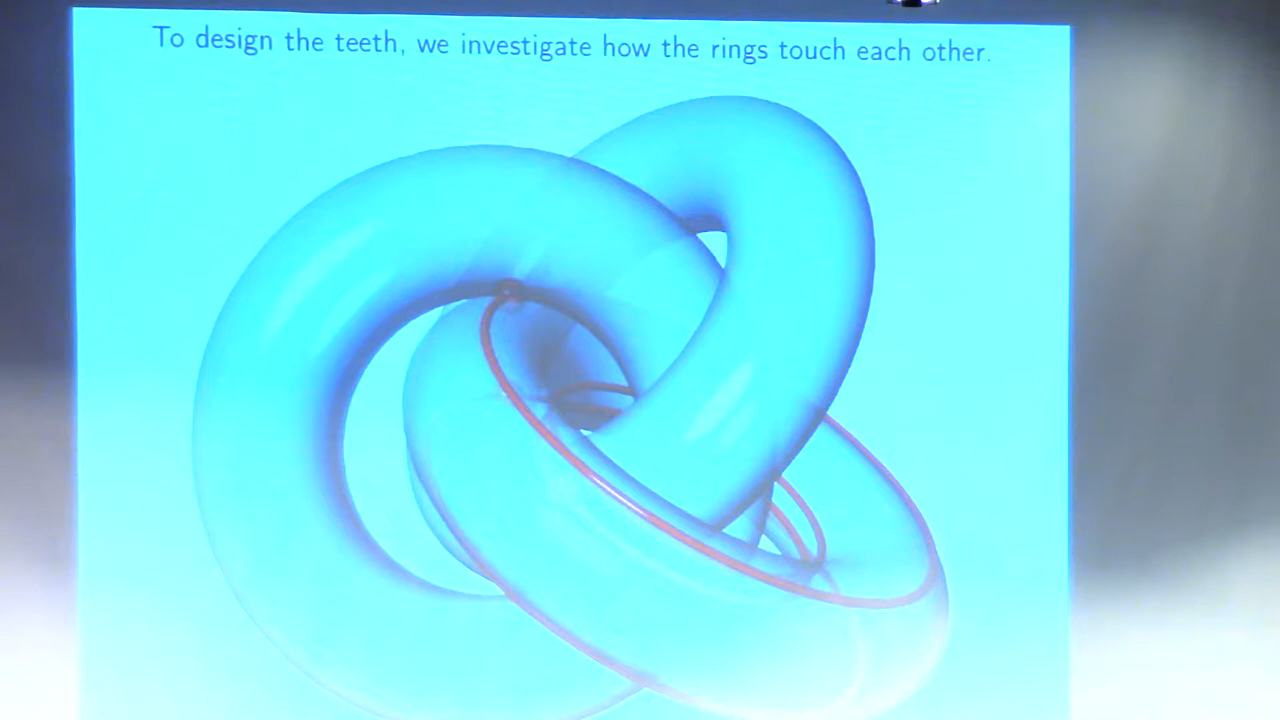 To design the teeth, we investigate how the rings touch each other.